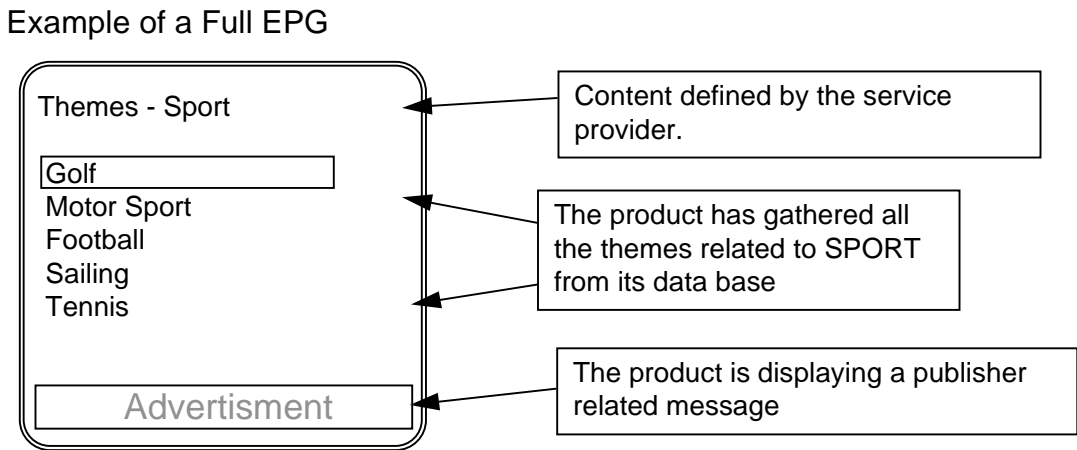 Example of a Full EPG
Themes - Sport
Golf
Motor Sport
Football
Sailing
Tennis
Advertisment
Content defined by the service
provider.
The product has gathered all
the themes related to SPORT
from its data base
The product is displaying a publisher
related message